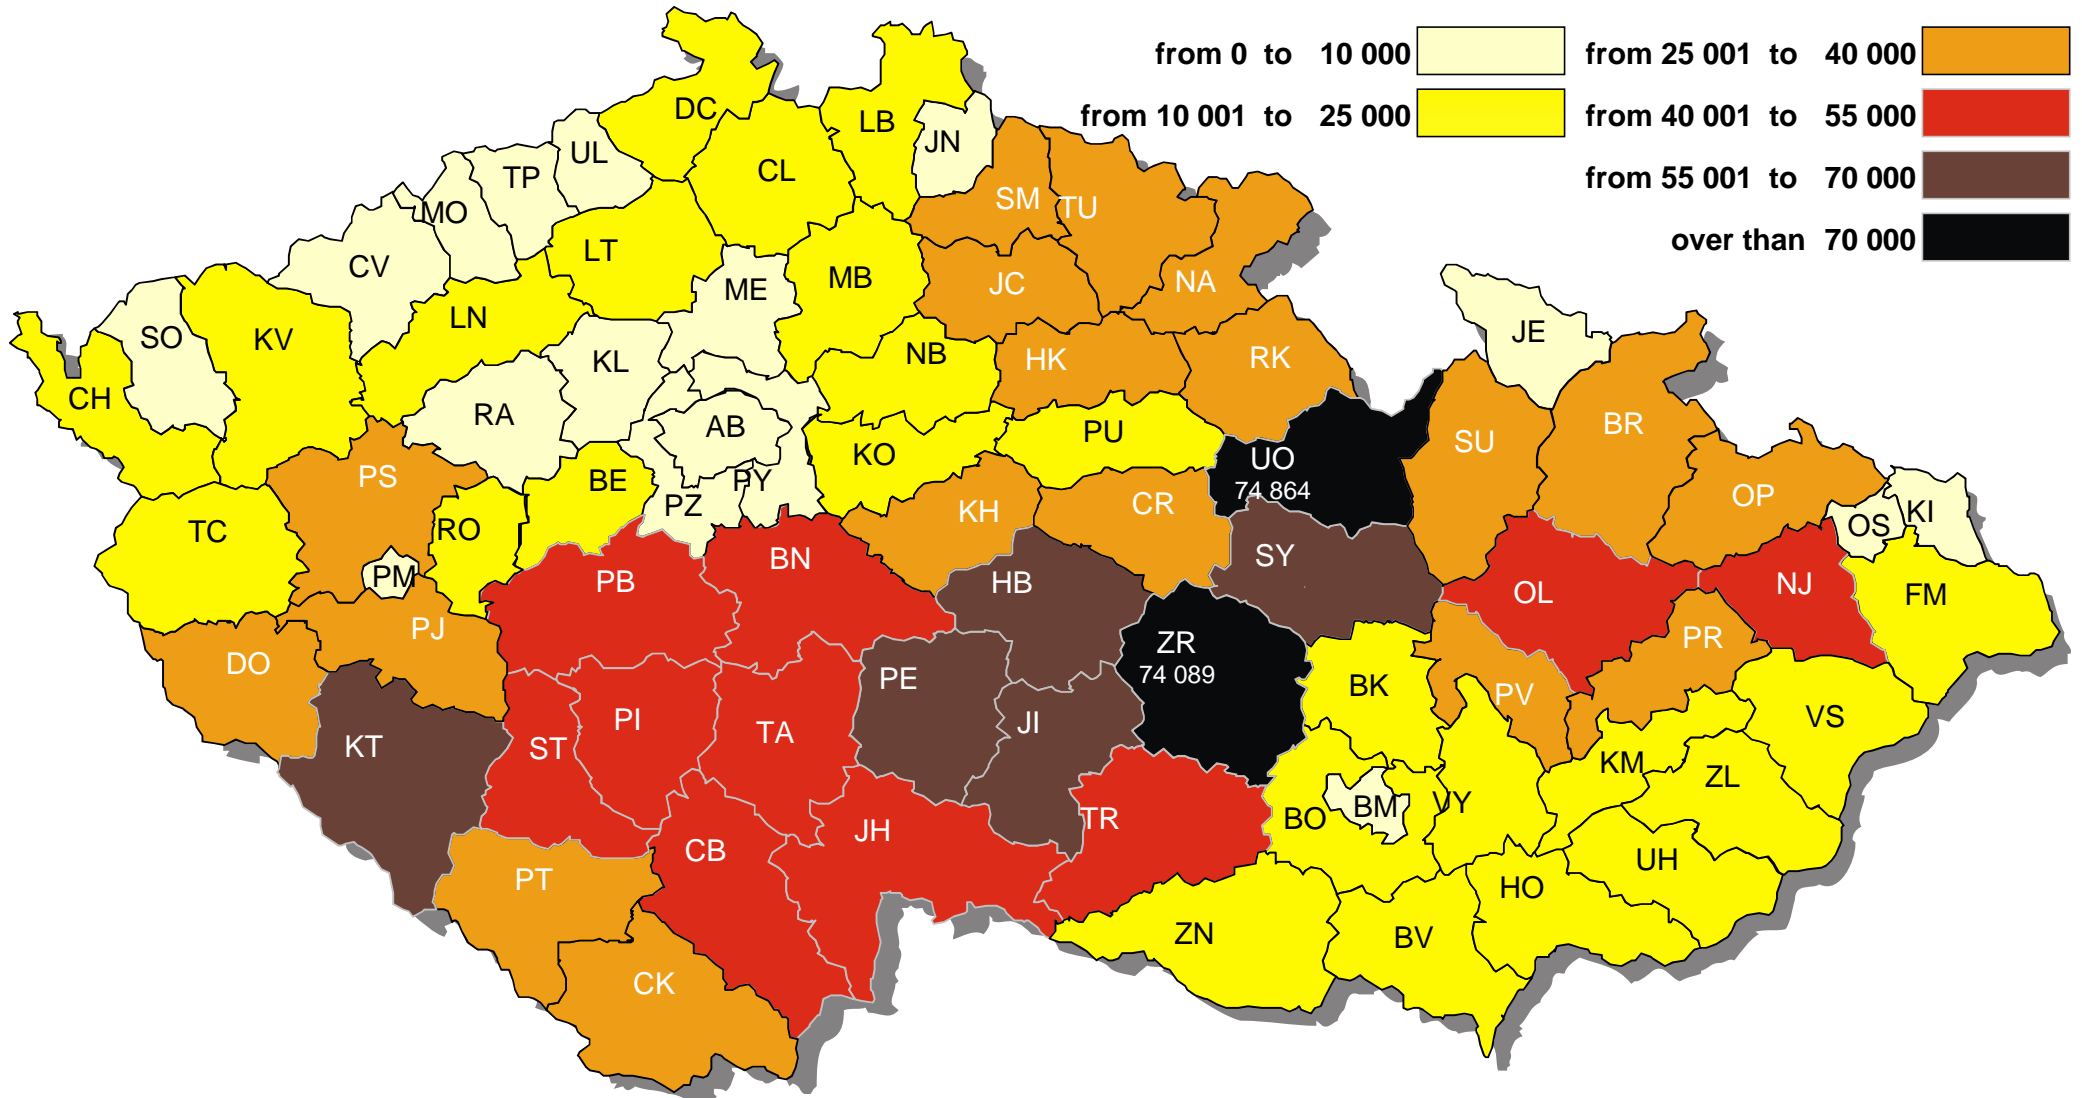 from 0 to 10 000
from 25 001 to 40 000
from 10 001 to 25 000
from 40 001 to 55 000
from 55 001 to 70 000
over than 70 000
DC
LB
JN
UL
TP
CL
MO
SM
TU
CV
LT
ME
MB
JC
NA
SO
KV
LN
KL
NB
HK
RK
JE
CH
RA
AB
KO
PU
UO
74 864
SU
BR
PS
BE
PZ
PY
KH
CR
OP
OS
KI
TC
RO
PM
PB
BN
HB
SY
OL
NJ
FM
PJ
DO
ZR
74 089
PR
KT
ST
PI
TA
PE
JI
BK
PV
VS
KM
ZL
PT
CB
JH
TR
BO
BM
VY
UH
HO
CK
ZN
BV